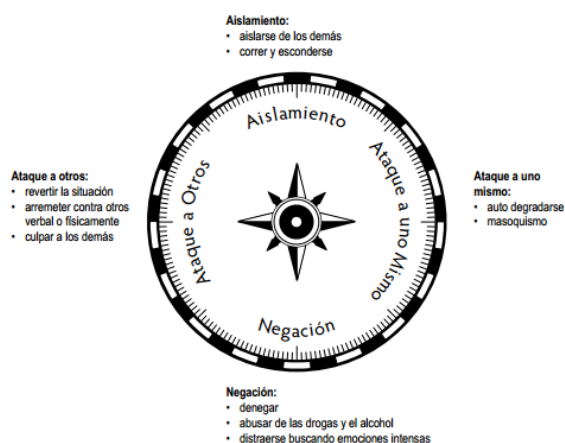 Aislamiento:
• aislarse de los demás
• correr y esconderse
Aislamiento
Ataque a Otros
Ataque a uno Mismo
Negación
Ataque a otros:
• revertir la situación
• arremeter contra otros
verbal o físicamente
• culpar a los demás
Ataque a uno
mismo:
• auto degradarse
• masoquismo
Negación:
• denegar
• abusar de las drogas y el alcohol
• distraerse buscando emociones intensas